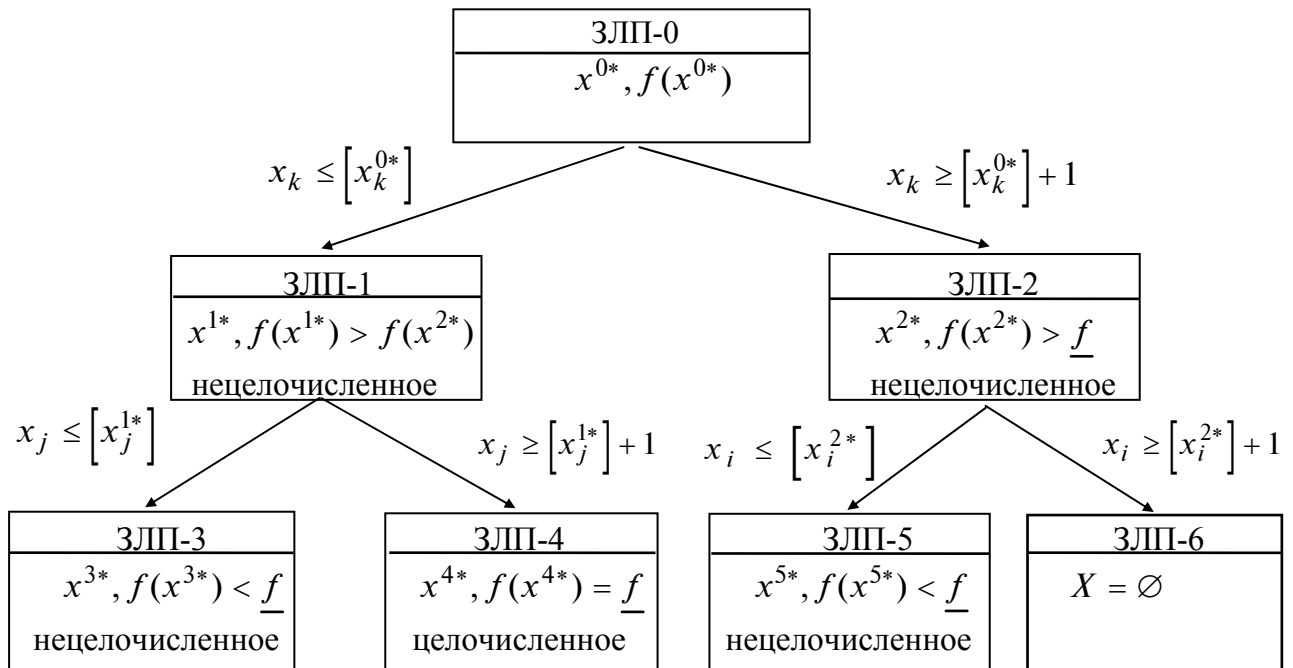 ЗЛП-0
x^{0*}, f(x^{0*})
x_k ≤ [x_k^{0*}]
x_k ≥ [x_k^{0*}] + 1
ЗЛП-1
x^{1*}, f(x^{1*}) > f(x^{2*})
нецелочисленное
ЗЛП-2
x^{2*}, f(x^{2*}) > <u>f</u>
нецелочисленное
x_j ≤ [x_j^{1*}]
x_j ≥ [x_j^{1*}] + 1
x_i ≤ [x_i^{2*}]
x_i ≥ [x_i^{2*}] + 1
ЗЛП-3
x^{3*}, f(x^{3*}) < <u>f</u>
нецелочисленное
ЗЛП-4
x^{4*}, f(x^{4*}) = <u>f</u>
целочисленное
ЗЛП-5
x^{5*}, f(x^{5*}) < <u>f</u>
нецелочисленное
ЗЛП-6
X = ∅